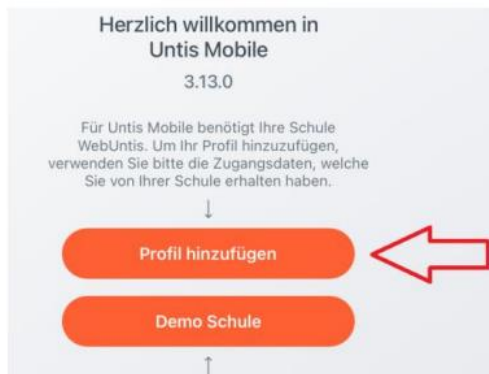 Herzlich willkommen in
Untis Mobile
3.13.0
Für Untis Mobile benötigt Ihre Schule
WebUntis. Um Ihr Profil hinzuzufügen,
verwenden Sie bitte die Zugangsdaten, welche
Sie von Ihrer Schule erhalten haben.
Profil hinzufügen
Demo Schule